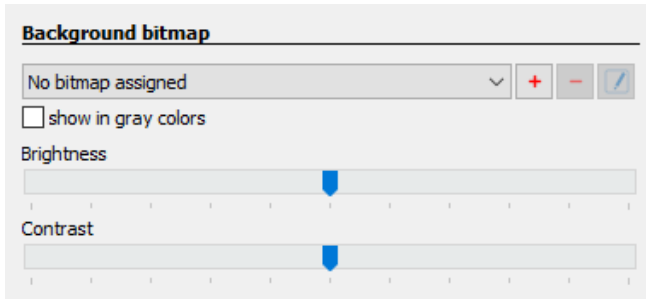 Background bitmap
No bitmap assigned
show in gray colors
Brightness
Contrast